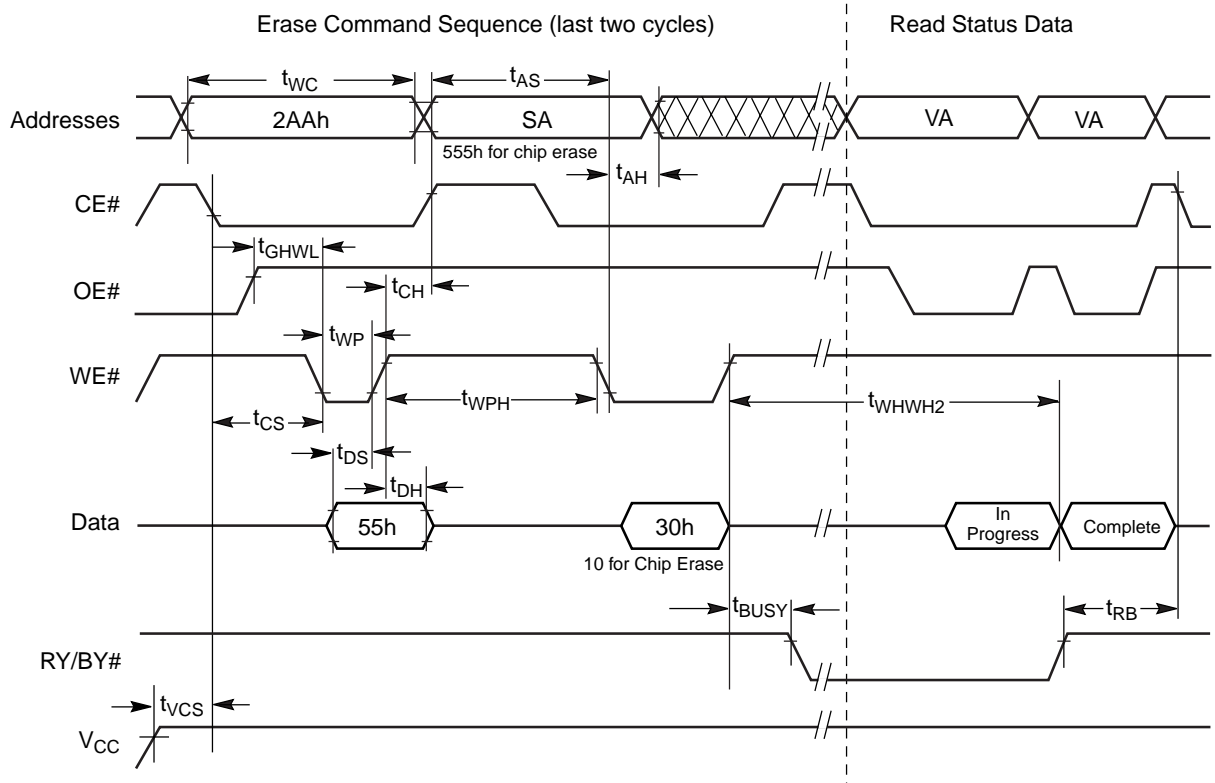 Erase Command Sequence (last two cycles)
Read Status Data
tWC
tAS
Addresses
2AAh
SA
VA
VA
555h for chip erase
tAH
CE#
tGHWL
OE#
tCH
tWP
WE#
tWPH
tWHWH2
tCS
tDS
tDH
Data
55h
30h
In
Progress
Complete
10 for Chip Erase
tBUSY
tRB
RY/BY#
tVCS
VCC